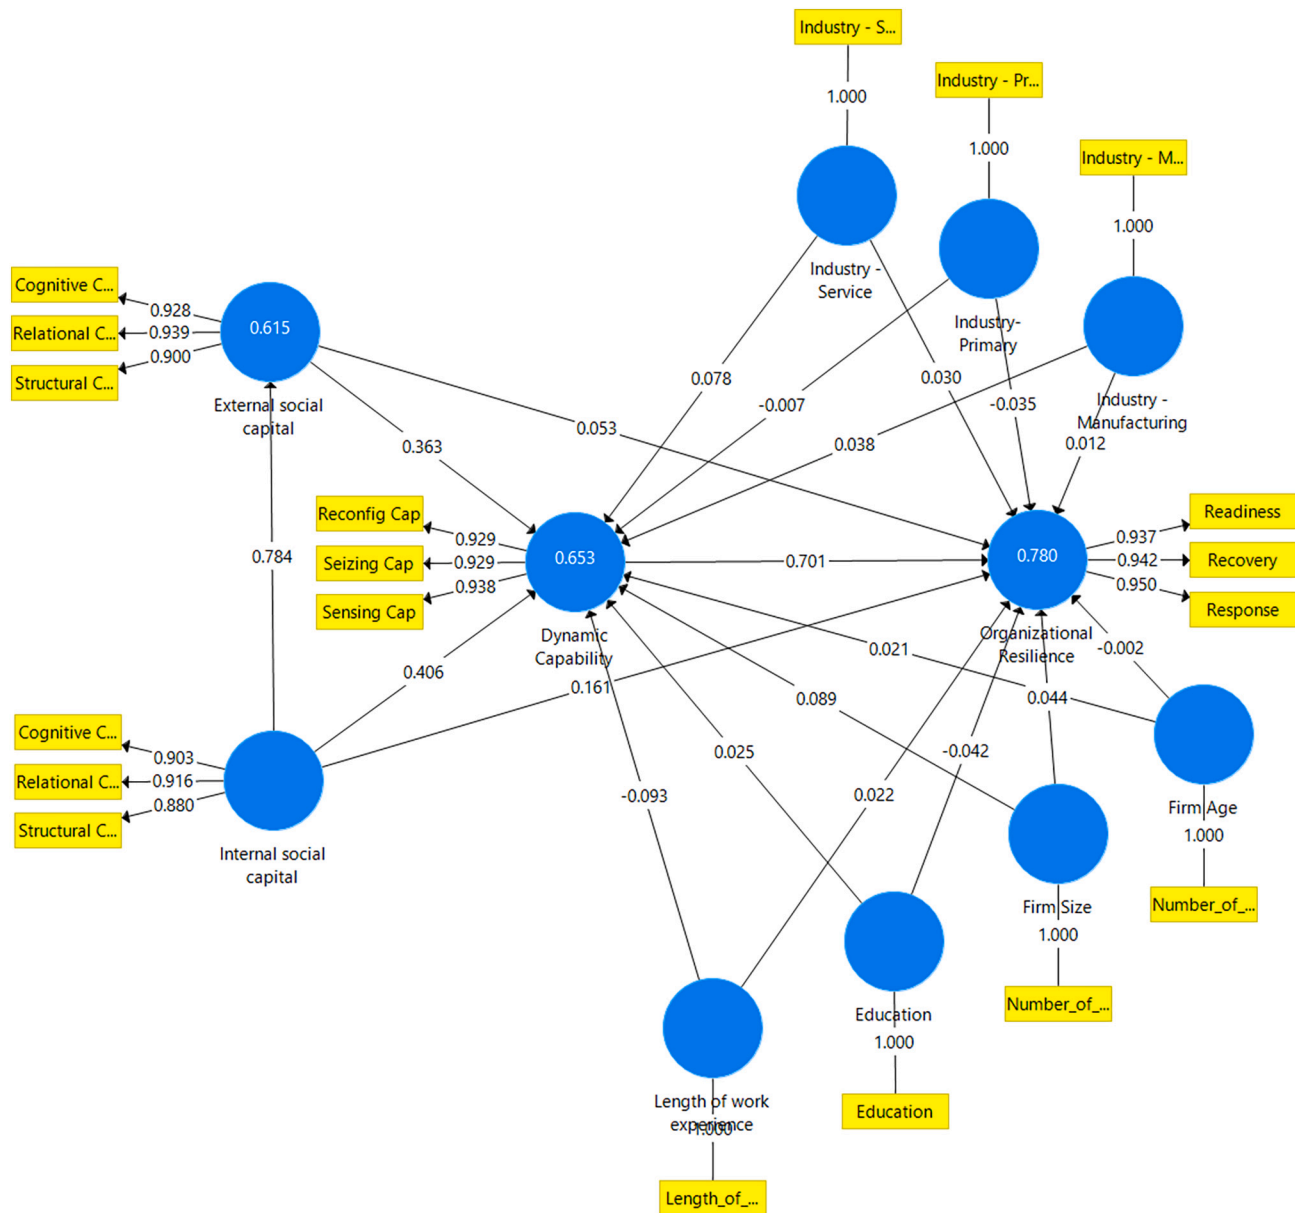 Industry - S...
1.000
Industry - Pr...
1.000
Industry - M...
1.000
Industry -
Service
Industry-
Primary
Industry -
Manufacturing
Cognitive C...
Relational C...
Structural C...
0.928
0.939
0.900
0.615
External social
capital
0.078
-0.007
0.038
0.030
-0.035
0.012
0.053
0.363
0.784
Reconfig Cap
Seizing Cap
Sensing Cap
0.929
0.929
0.938
0.653
Dynamic
Capability
0.701
0.780
Organizational
Resilience
0.937
0.942
0.950
Readiness
Recovery
Response
0.406
0.161
0.021
-0.002
0.089
0.044
0.025
-0.042
-0.093
0.022
Cognitive C...
Relational C...
Structural C...
0.903
0.916
0.880
Internal social
capital
Firm Age
1.000
Number_of_...
Firm Size
1.000
Number_of_...
Education
1.000
Education
Length of work
experience
1.000
Length_of_...